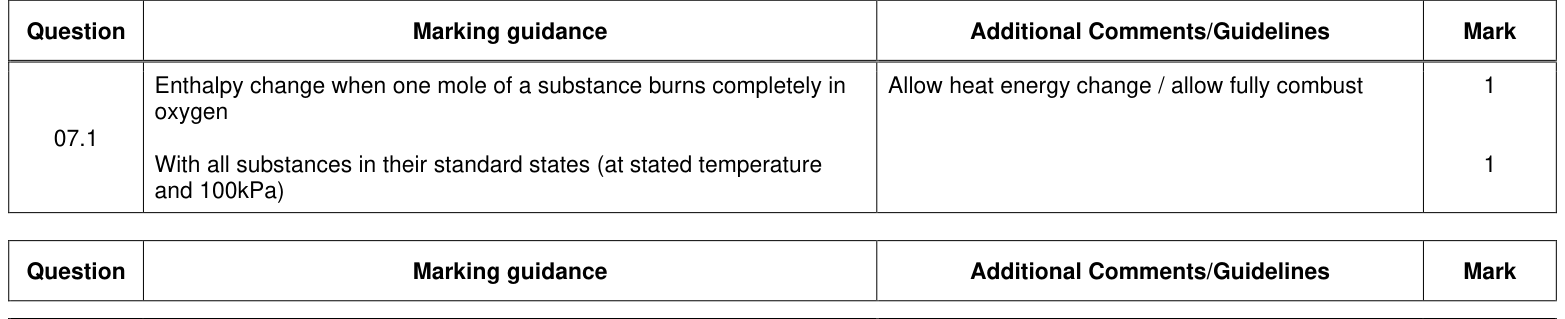 Question Marking guidance Additional Comments/Guidelines Mark
07.1
Enthalpy change when one mole of a substance burns completely in
oxygen
Allow heat energy change / allow fully combust
1
With all substances in their standard states (at stated temperature
and 100kPa)
1
Question Marking guidance Additional Comments/Guidelines Mark